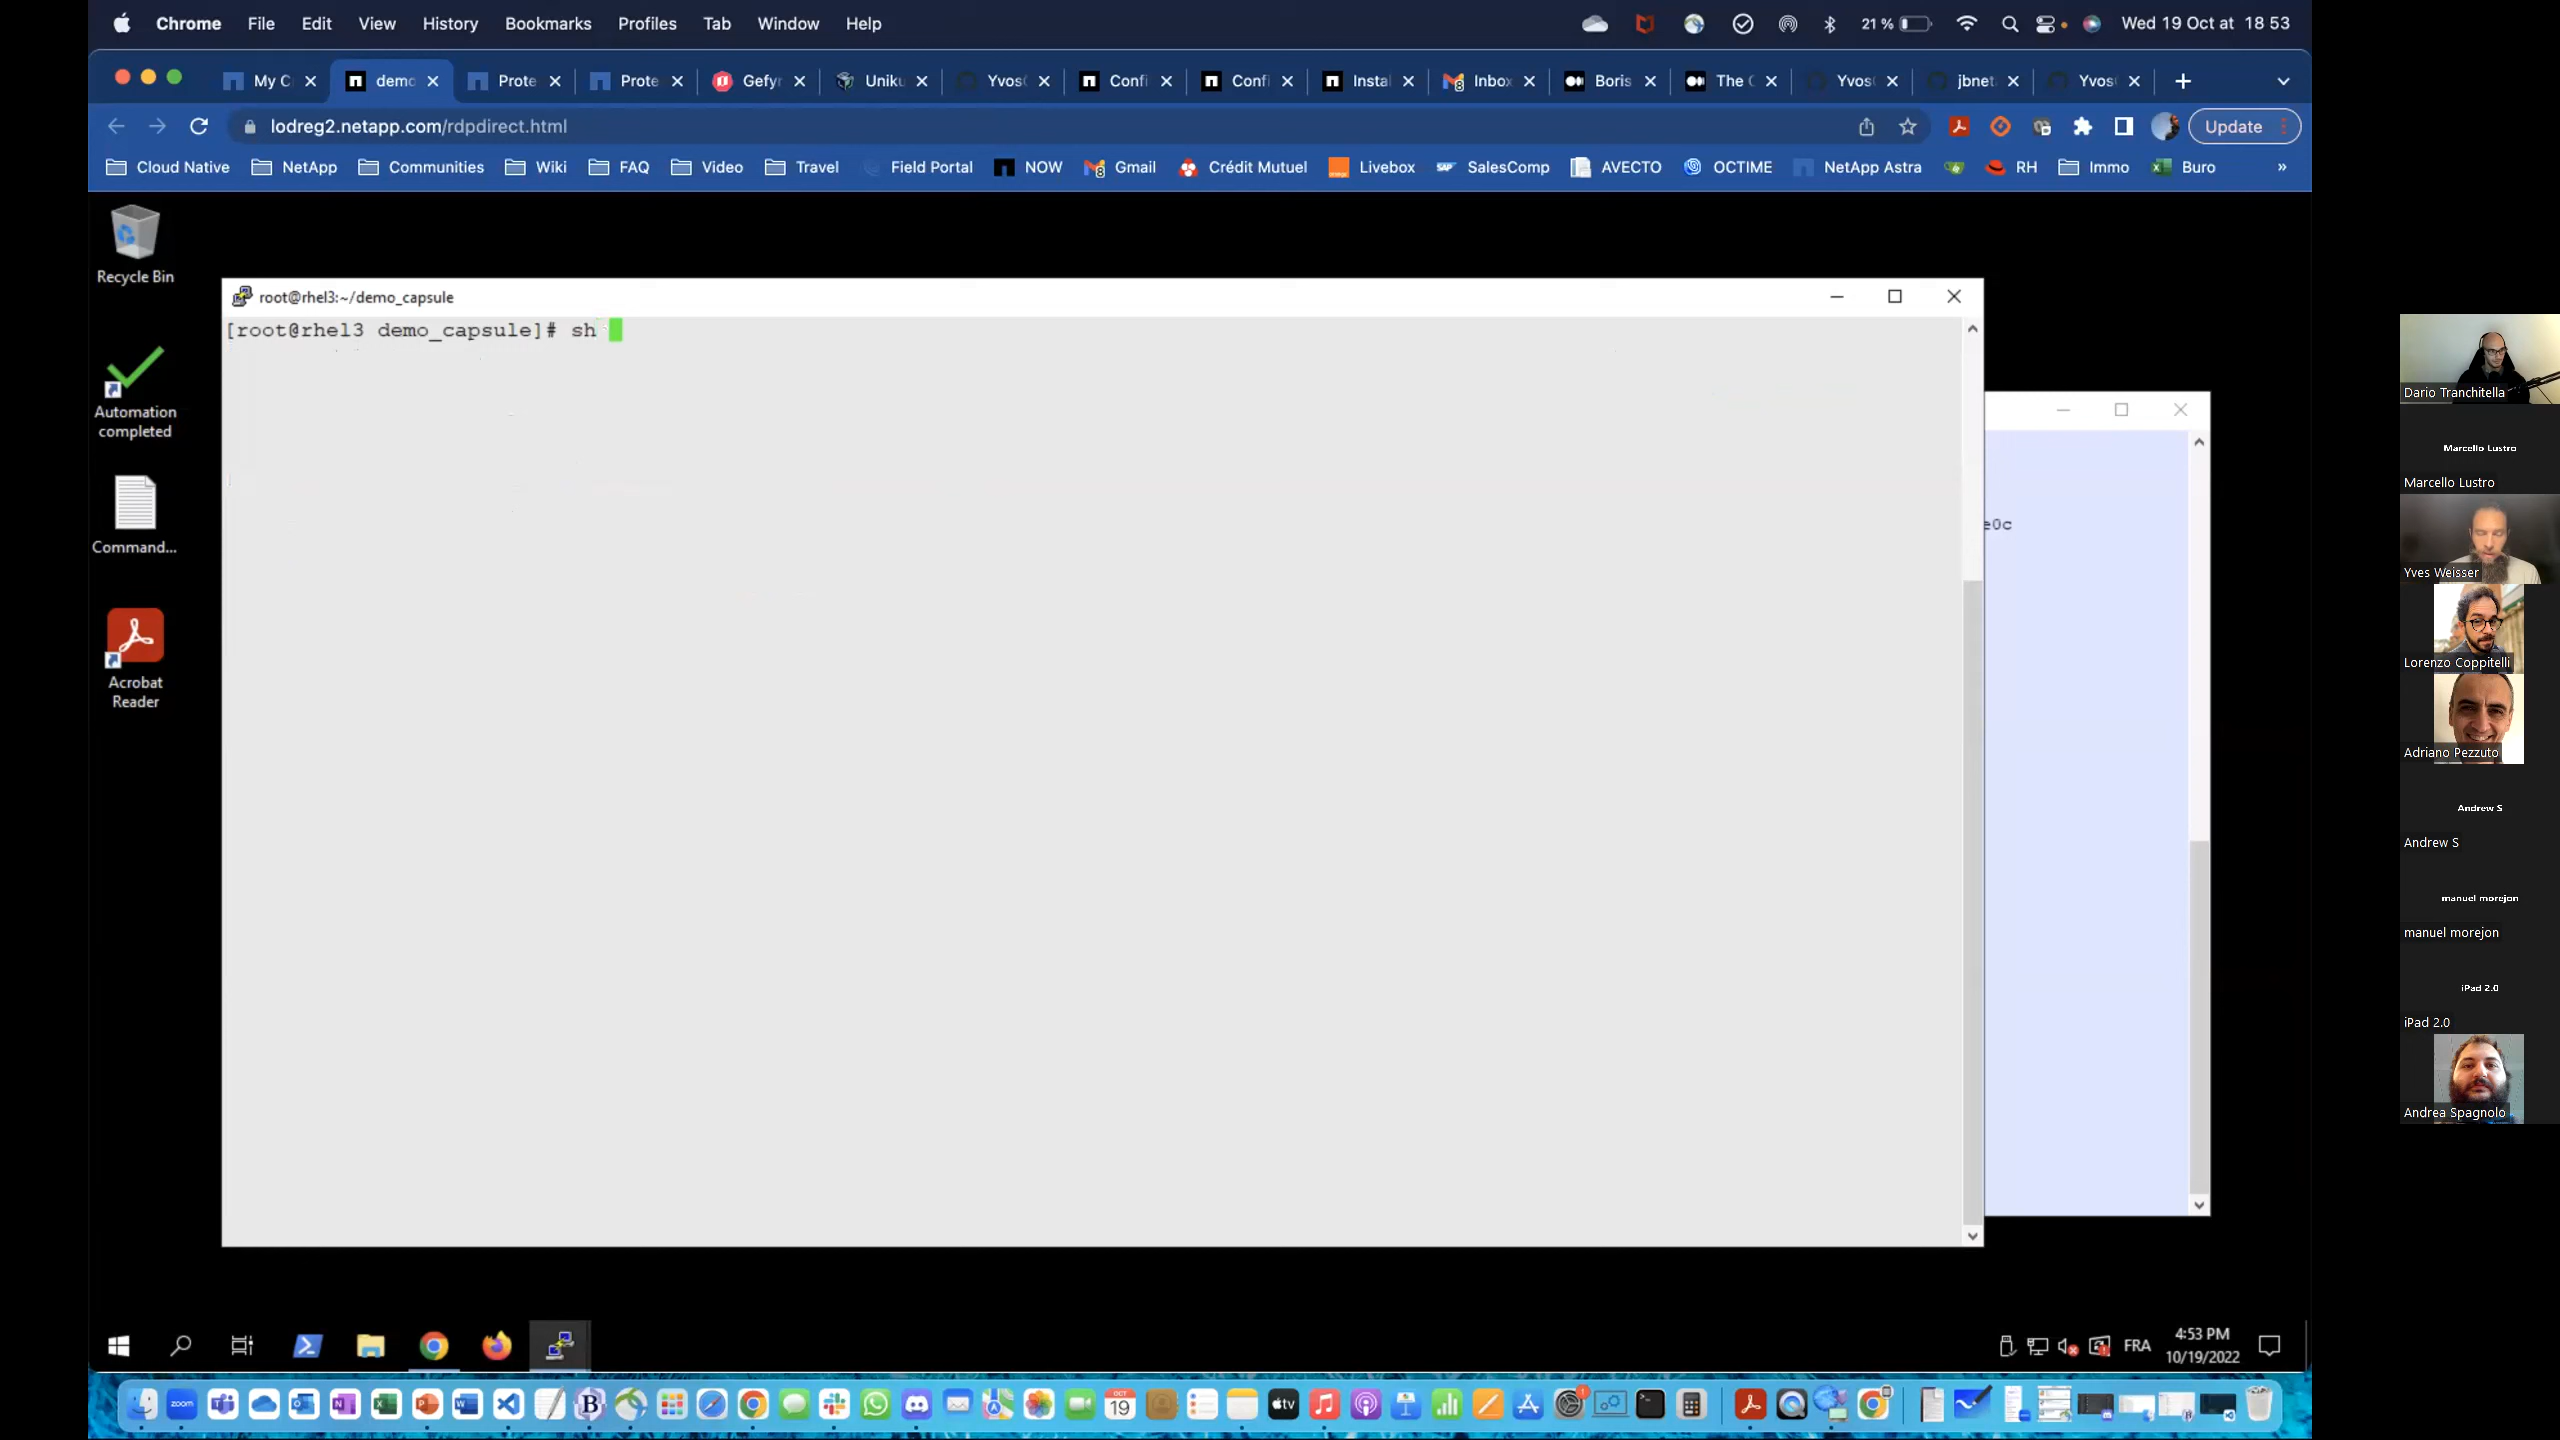 Chrome File Edit View History Bookmarks Profiles Tab Window Help
21 % Wed 19 Oct at 18 53
My C demo Prote Prote Gefyr Uniku Yvos Confi Confi Instal Inbox Boris The C Yvos jbnet Yvos
lodreg2.netapp.com/rdpdirect.html
Update
Cloud Native NetApp Communities Wiki FAQ Video Travel Field Portal NOW Gmail Crédit Mutuel Livebox SalesComp AVECTO OCTIME NetApp Astra RH Immo Buro »
Recycle Bin
Automation
completed
Command...
Acrobat
Reader
root@rhel3:~/demo_capsule
[root@rhel3 demo_capsule]# sh
e0c
FRA
4:53 PM
10/19/2022
zoom
OCT
19
tv
Dario Tranchitella
Marcello Lustro
Marcello Lustro
Yves Weisser
Lorenzo Coppitelli
Adriano Pezzuto
Andrew S
Andrew S
manuel morejon
manuel morejon
iPad 2.0
iPad 2.0
Andrea Spagnolo